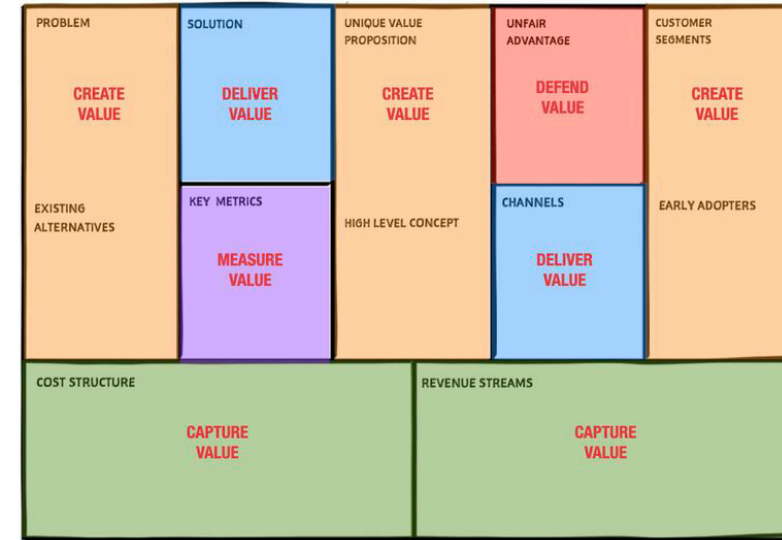 PROBLEM
CREATE
VALUE
EXISTING
ALTERNATIVES
SOLUTION
DELIVER
VALUE
KEY METRICS
MEASURE
VALUE
UNIQUE VALUE
PROPOSITION
CREATE
VALUE
HIGH LEVEL CONCEPT
UNFAIR
ADVANTAGE
DEFEND
VALUE
CHANNELS
DELIVER
VALUE
CUSTOMER
SEGMENTS
CREATE
VALUE
EARLY ADOPTERS
COST STRUCTURE
CAPTURE
VALUE
REVENUE STREAMS
CAPTURE
VALUE